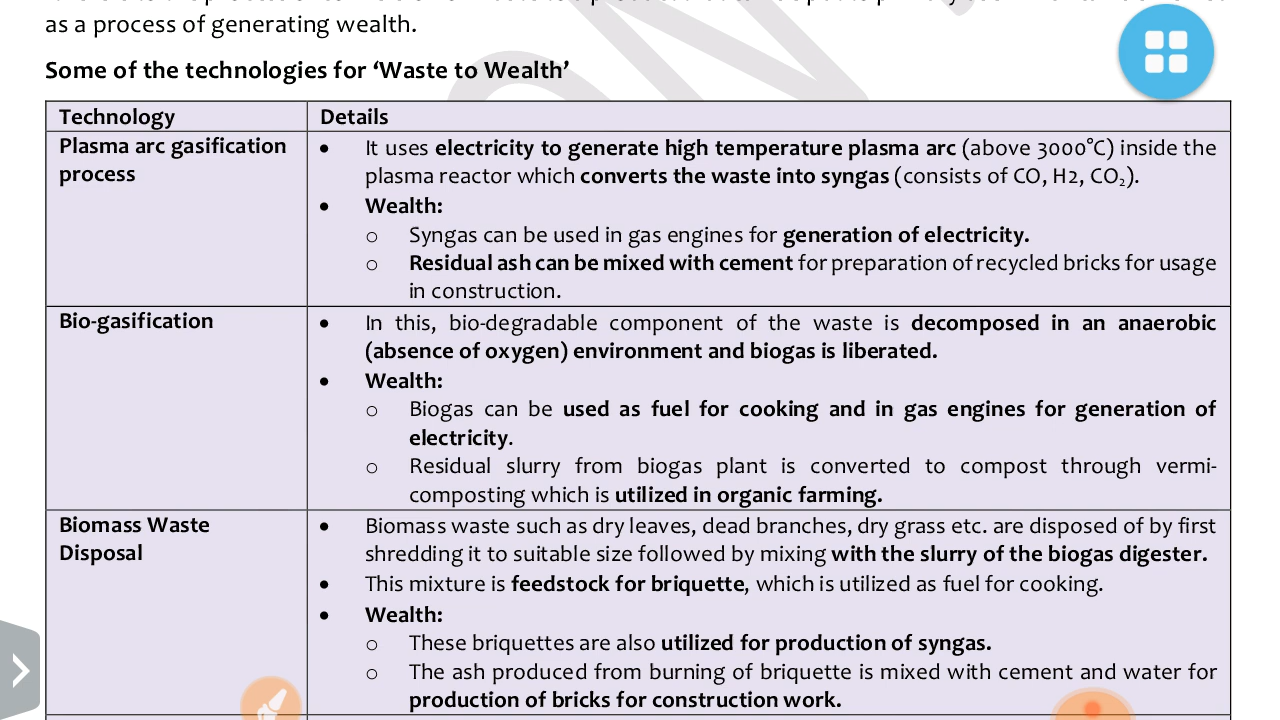 as a process of generating wealth.
Some of the technologies for ‘Waste to Wealth’
Technology
Details
Plasma arc gasification
process
• It uses electricity to generate high temperature plasma arc (above 3000°C) inside the
plasma reactor which converts the waste into syngas (consists of CO, H2, CO₂).
• Wealth:
o Syngas can be used in gas engines for generation of electricity.
o Residual ash can be mixed with cement for preparation of recycled bricks for usage
in construction.
Bio-gasification
• In this, bio-degradable component of the waste is decomposed in an anaerobic
(absence of oxygen) environment and biogas is liberated.
• Wealth:
o Biogas can be used as fuel for cooking and in gas engines for generation of
electricity.
o Residual slurry from biogas plant is converted to compost through vermi-
composting which is utilized in organic farming.
Biomass Waste
Disposal
• Biomass waste such as dry leaves, dead branches, dry grass etc. are disposed of by first
shredding it to suitable size followed by mixing with the slurry of the biogas digester.
• This mixture is feedstock for briquette, which is utilized as fuel for cooking.
• Wealth:
o These briquettes are also utilized for production of syngas.
o The ash produced from burning of briquette is mixed with cement and water for
production of bricks for construction work.